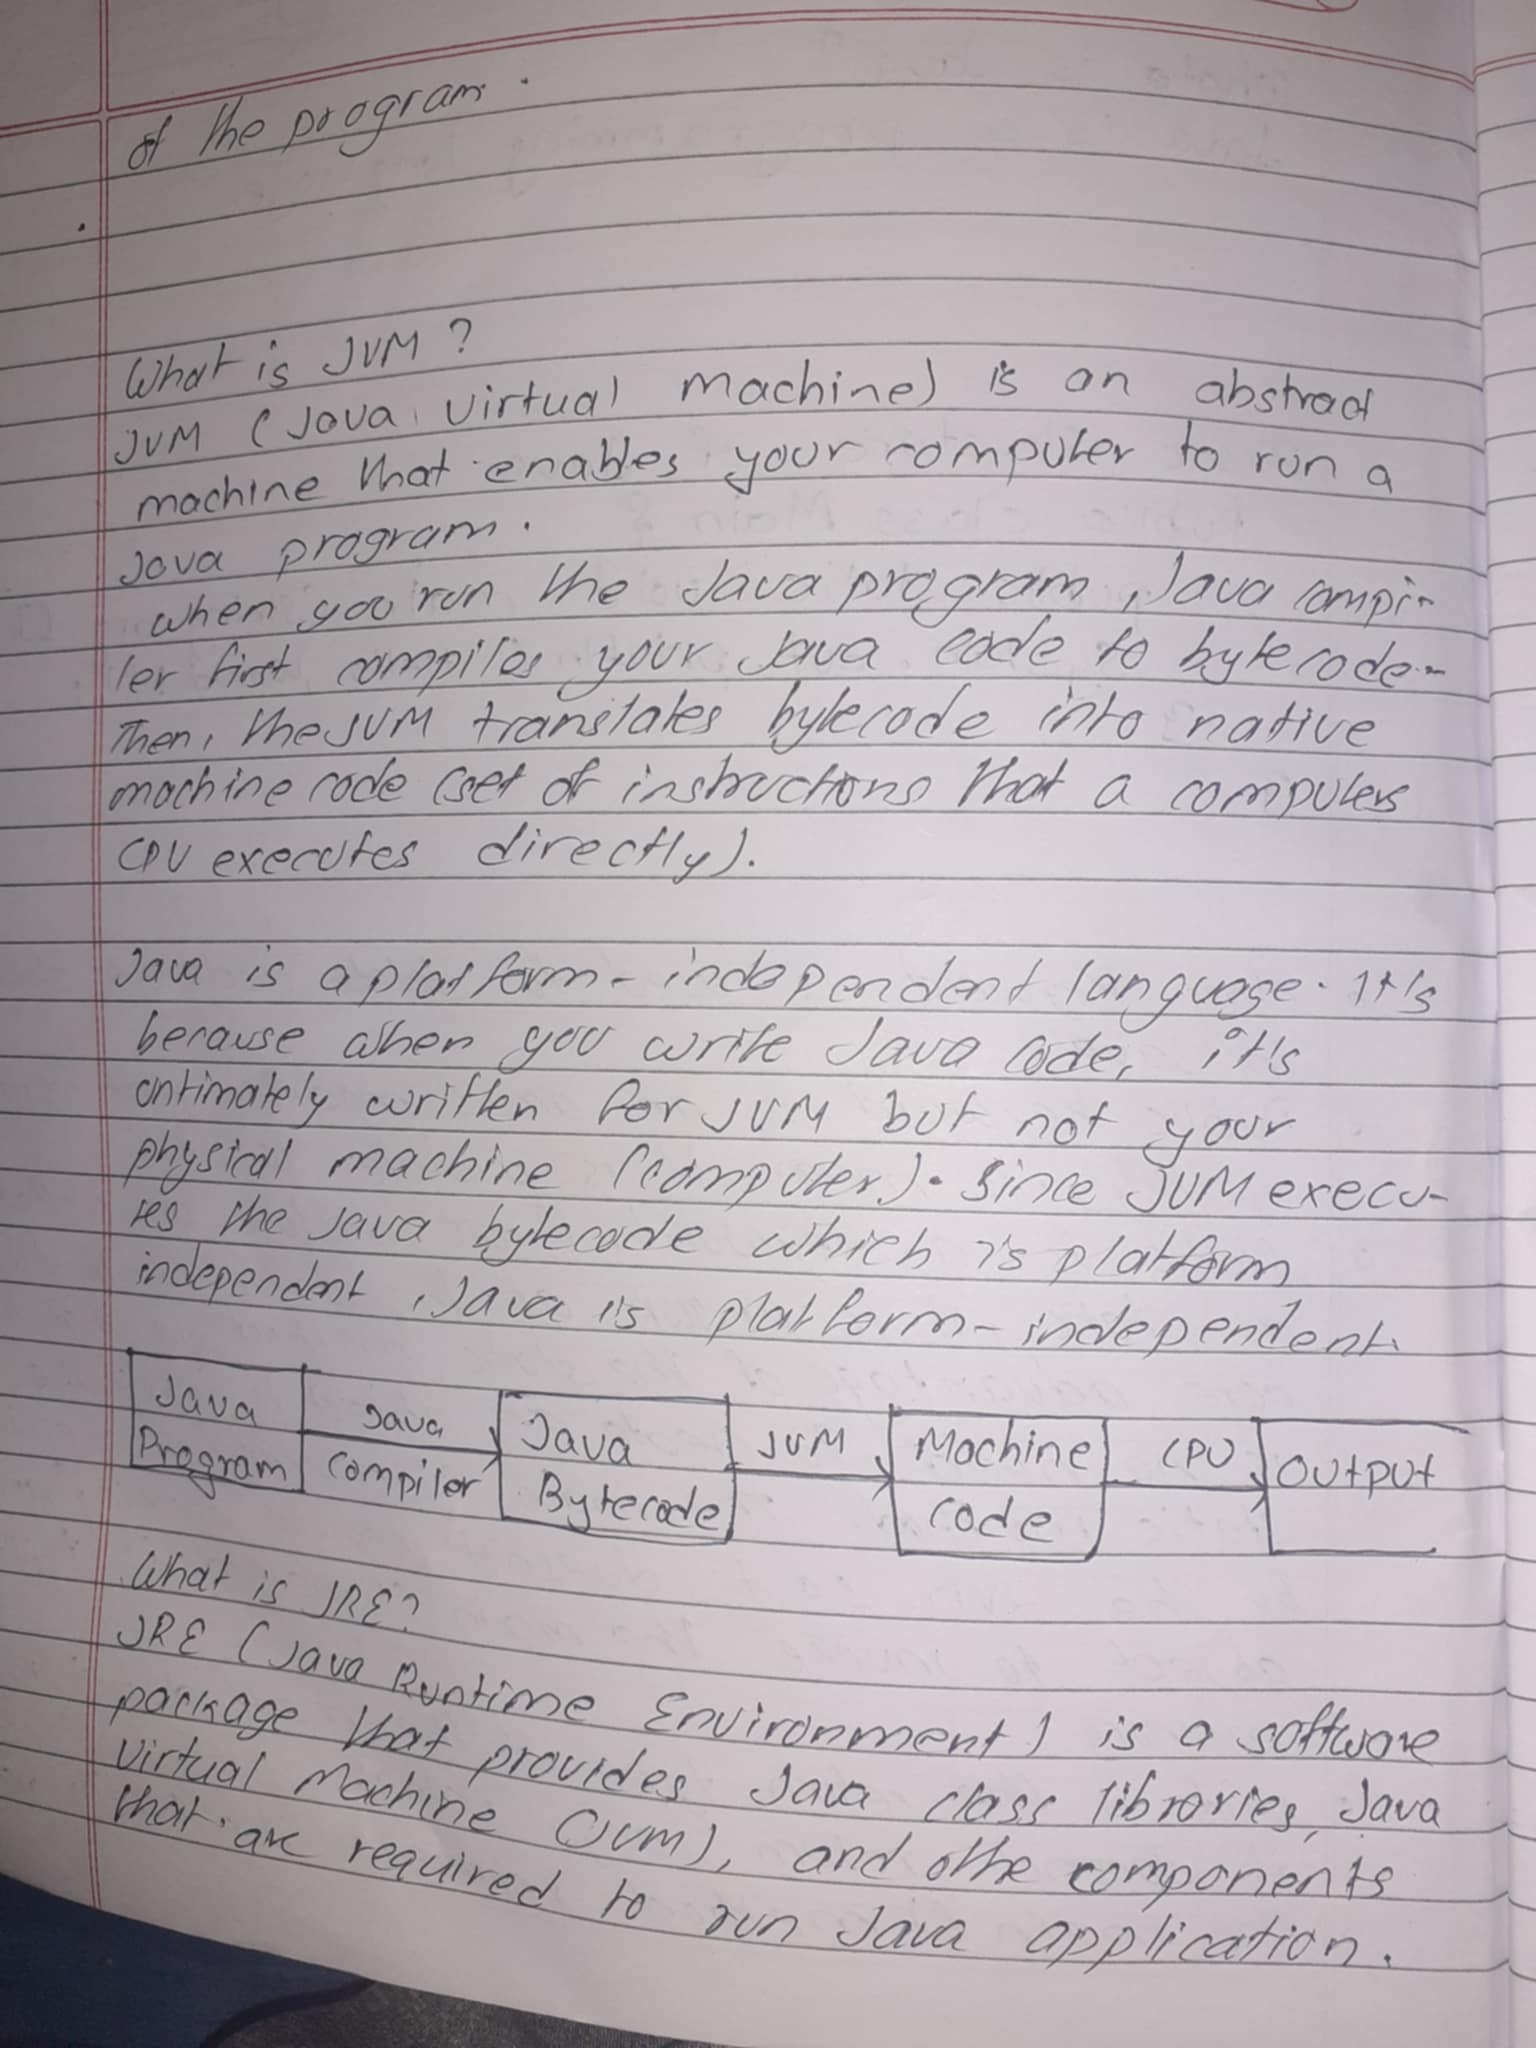 of the program.
What is JVM ?
JVM (Java virtual machine) is an abstract
machine that enables your computer to run a
Java program.
when you run the Java program, Java compi-
ler first compiles your Java code to bytecode.
Then, the JVM translates bytecode into native
machine code (set of instructions that a computers
CPU executes directly).
Java is a platform-independent language. It's
because when you write Java code, it's
ontimately written for JVM but not your
physical machine (computer). Since JVM execu-
tes the Java bytecode which is platform
independent, Java is platform-independent.
Java Program
Java Compiler
Java Bytecode
JVM
Machine code
CPU
output
What is JRE?
JRE (Java Runtime Environment) is a software
package that provides Java class libraries, Java
Virtual Machine (JVM), and othe components
that are required to run Java application.